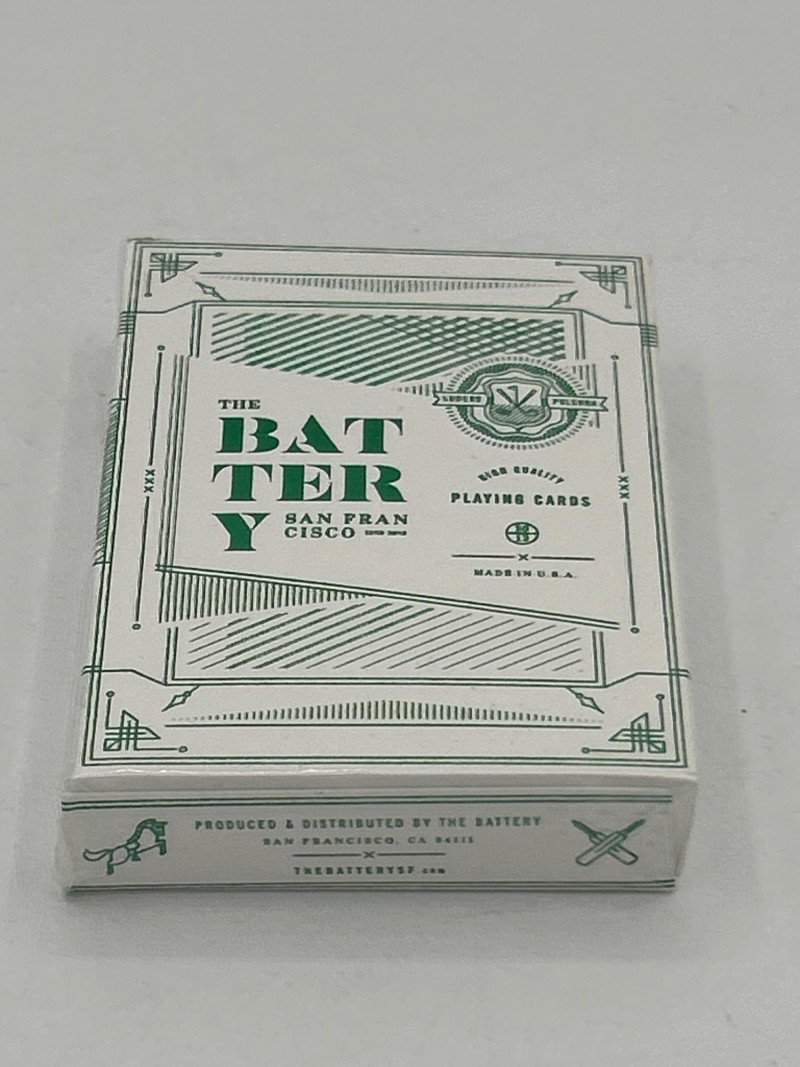 THE
BAT
TER
Y SAN FRAN
CISCO
LUDERE PULCHRA
HIGH QUALITY
PLAYING CARDS
MADE IN U.S.A.
XXX
XXX
PRODUCED & DISTRIBUTED BY THE BATTERY
SAN FRANCISCO, CA 94111
THEBATTERYSF.com